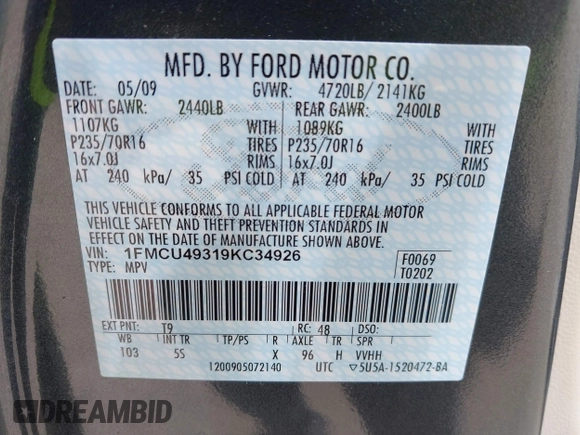 MFD. BY FORD MOTOR CO.
DATE: 05/09 GVWR: 4720LB/ 2141KG
FRONT GAWR: 2440LB REAR GAWR: 2400LB
1107KG WITH 1089KG WITH
P235/70R16 TIRES P235/70R16 TIRES
16x7.0J RIMS 16x7.0J RIMS
AT 240 kPa/ 35 PSI COLD AT 240 kPa/ 35 PSI COLD
THIS VEHICLE CONFORMS TO ALL APPLICABLE FEDERAL MOTOR
VEHICLE SAFETY AND THEFT PREVENTION STANDARDS IN
EFFECT ON THE DATE OF MANUFACTURE SHOWN ABOVE.
VIN: 1FMCU49319KC34926 F0069
TYPE: MPV T0202
EXT PNT: T9 RC: 48 DSO:
WB INT TR TP/PS R AXLE TR SPR
103 5S X 96 H VVHH
1200905072140 UTC ▽5U5A-1520472-BA
DREAMBID